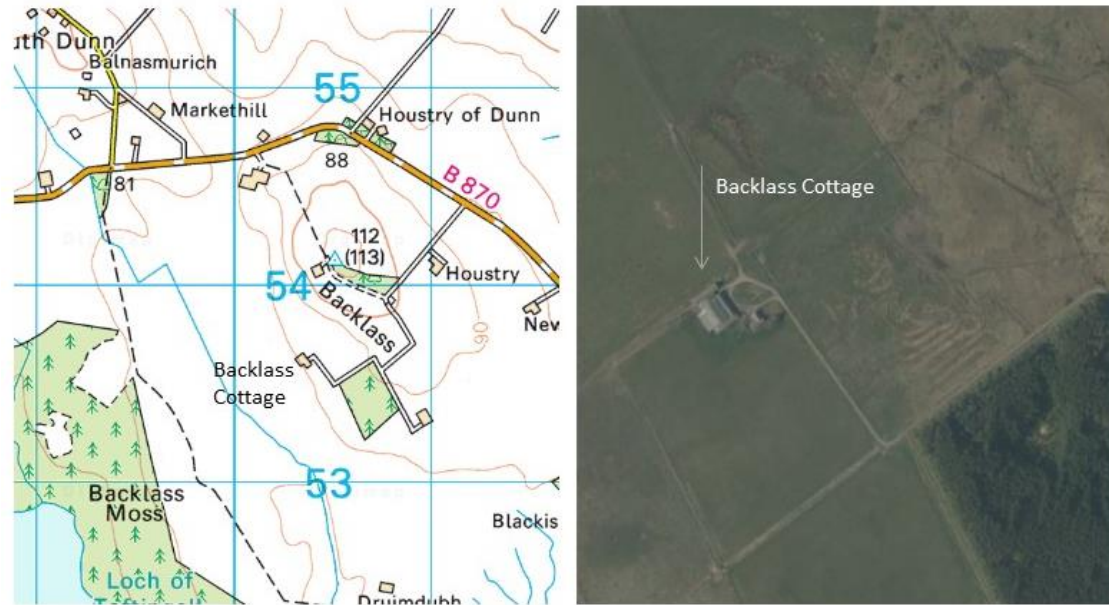 uth Dunn
Balnasmurich
Markethill
55
Houstry of Dunn
88
B 870
81
112
(113)
54
Houstry
Backlass
New
90
Backlass
Cottage
53
Backlass
Moss
Blackis
Loch of
Druimdubh
Backlass Cottage